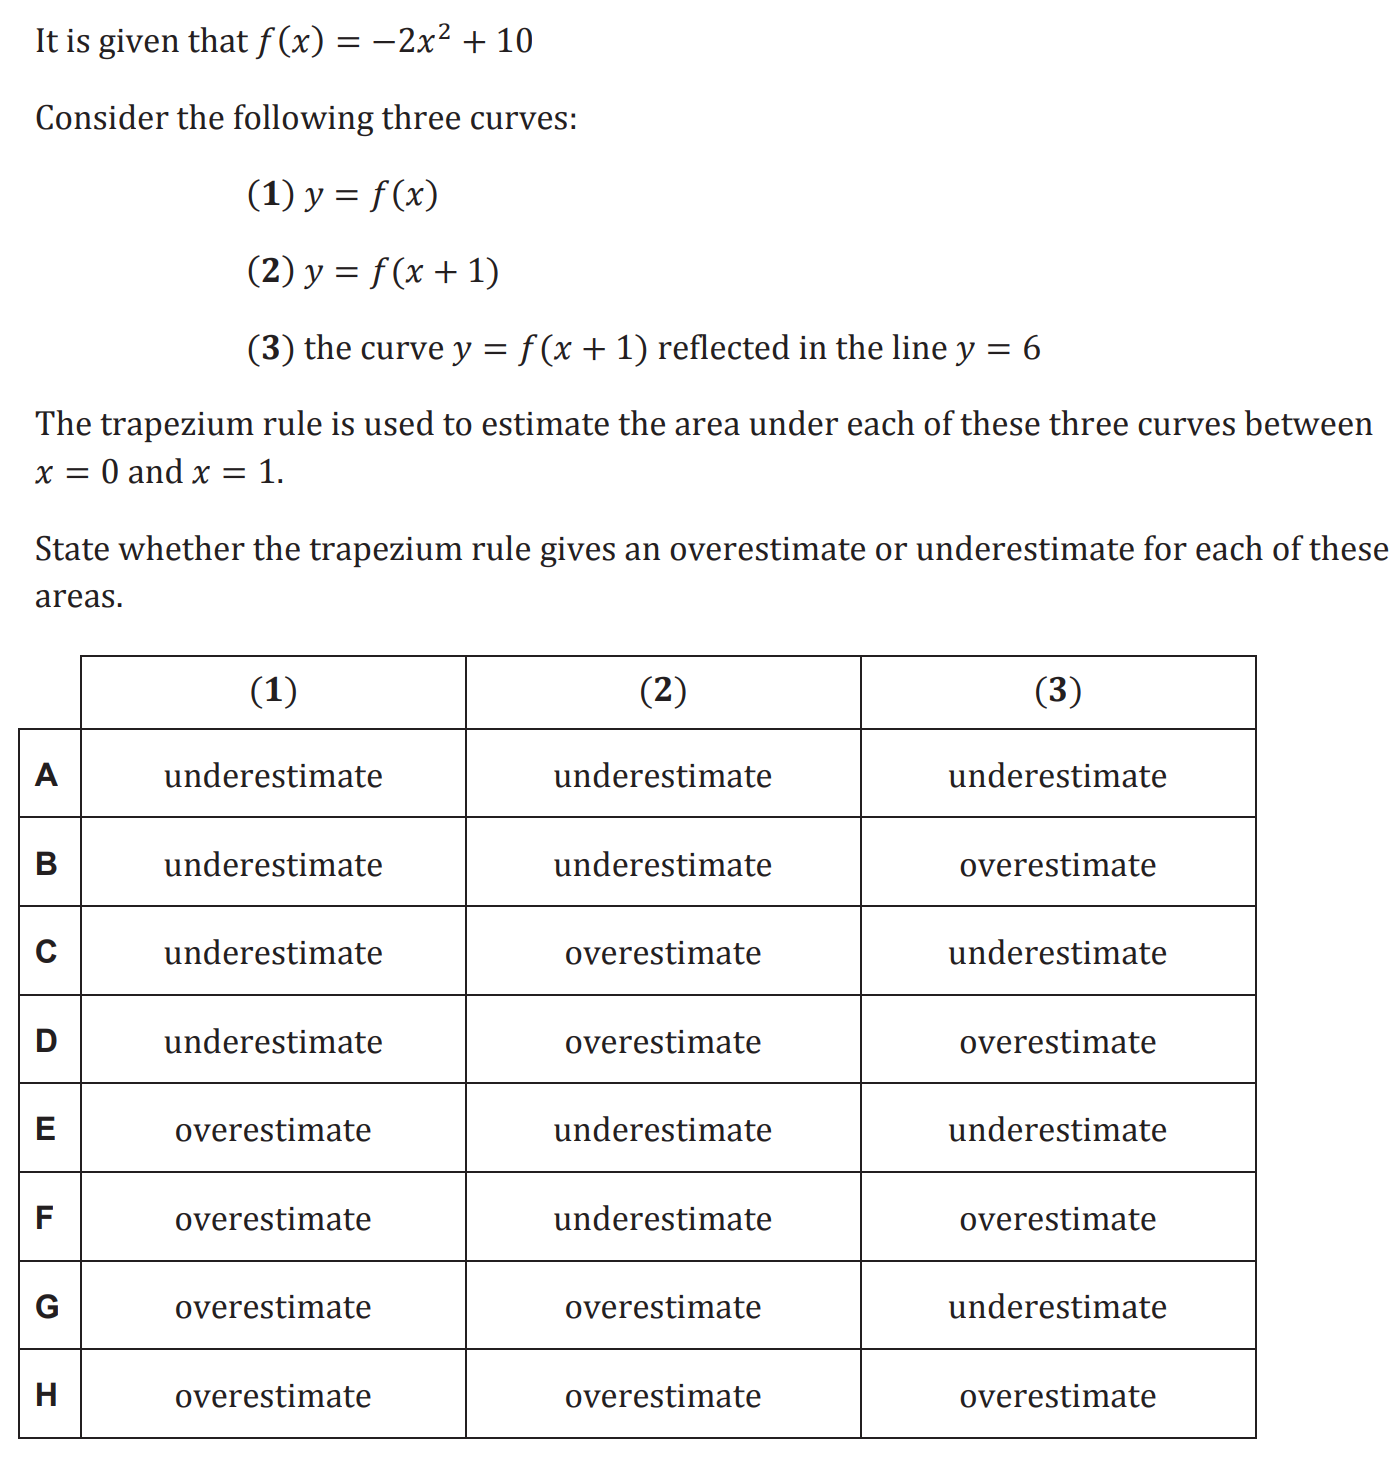 It is given that f(x) = −2x² + 10
Consider the following three curves:
(1) y = f(x)
(2) y = f(x + 1)
(3) the curve y = f(x + 1) reflected in the line y = 6
The trapezium rule is used to estimate the area under each of these three curves between
x = 0 and x = 1.
State whether the trapezium rule gives an overestimate or underestimate for each of these
areas.
(1) (2) (3)
A underestimate underestimate underestimate
B underestimate underestimate overestimate
C underestimate overestimate underestimate
D underestimate overestimate overestimate
E overestimate underestimate underestimate
F overestimate underestimate overestimate
G overestimate overestimate underestimate
H overestimate overestimate overestimate